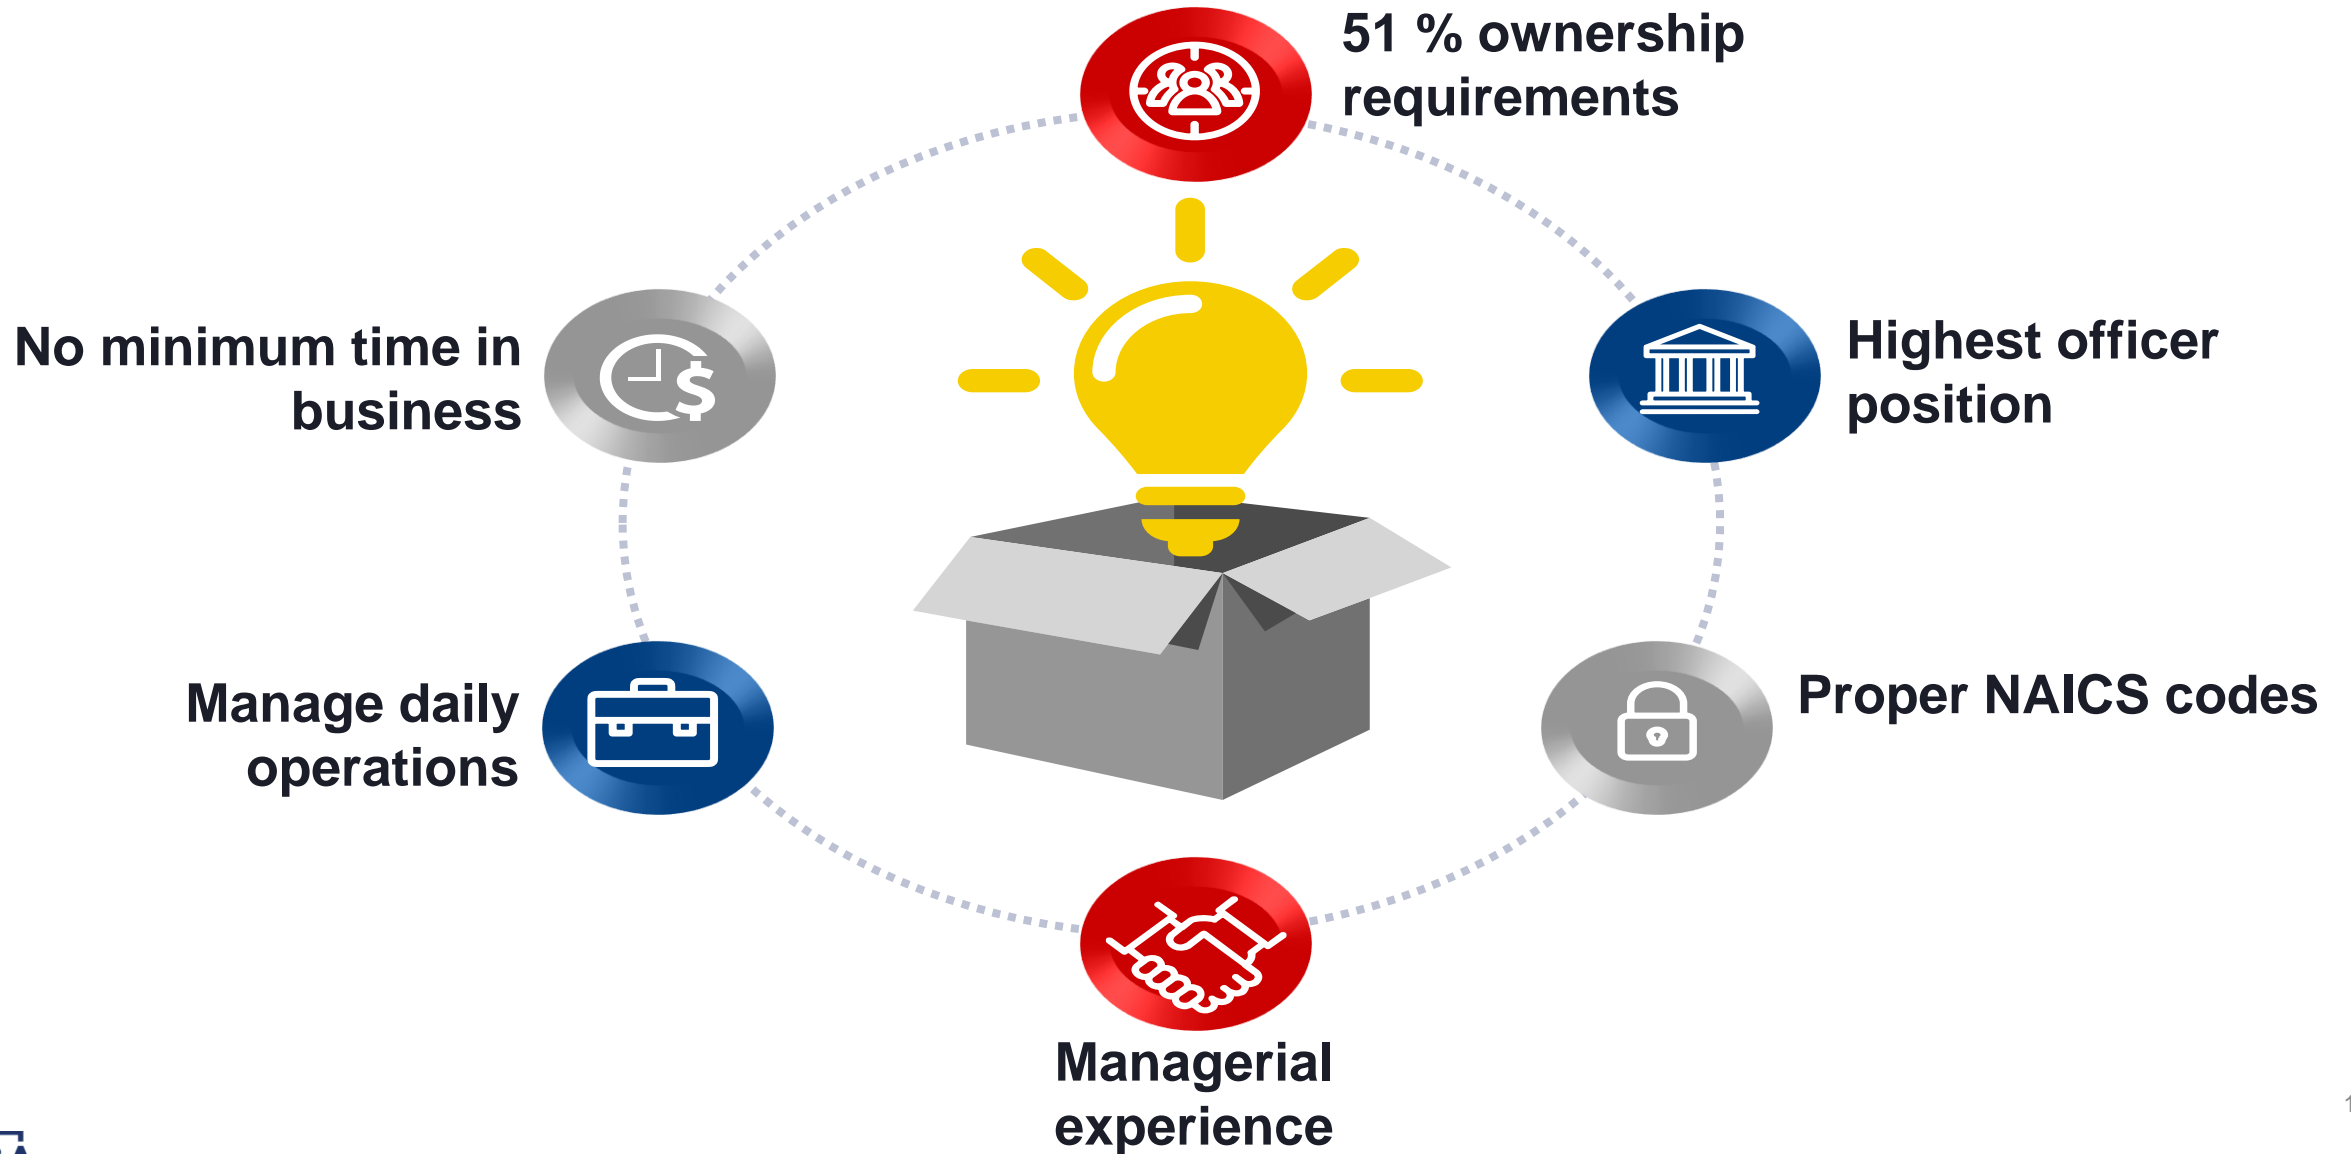 51 % ownership
requirements
No minimum time in
business
Highest officer
position
Manage daily
operations
Proper NAICS codes
Managerial
experience